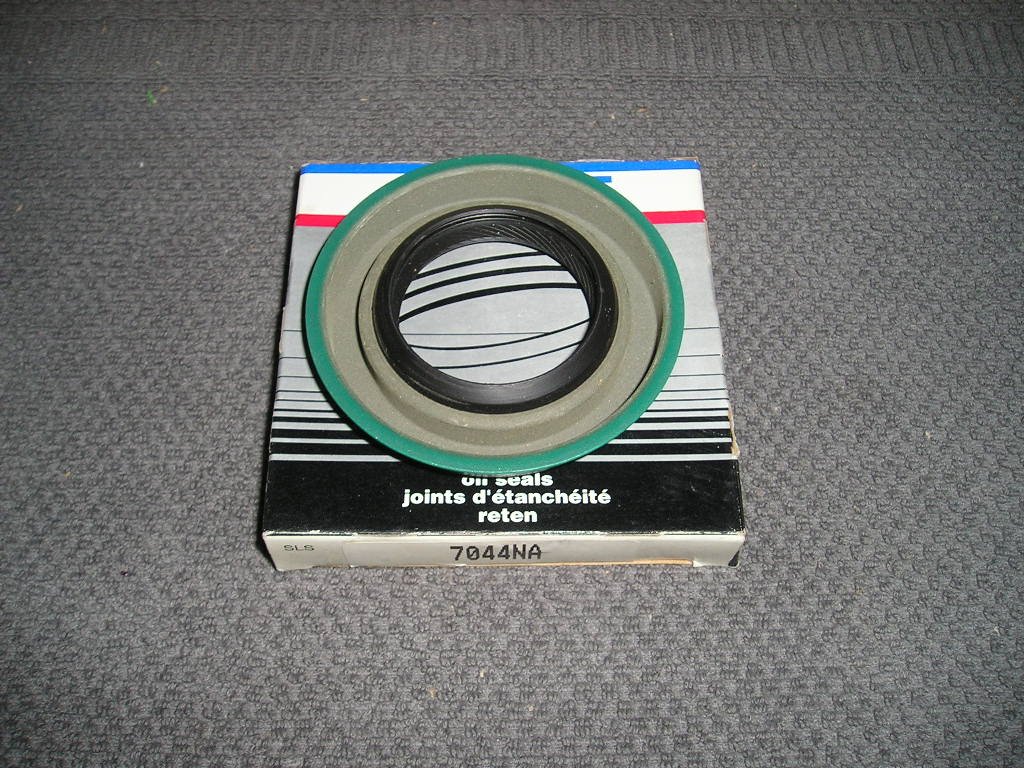 oil seals
joints d'étanchéité
reten
SLS
7044NA